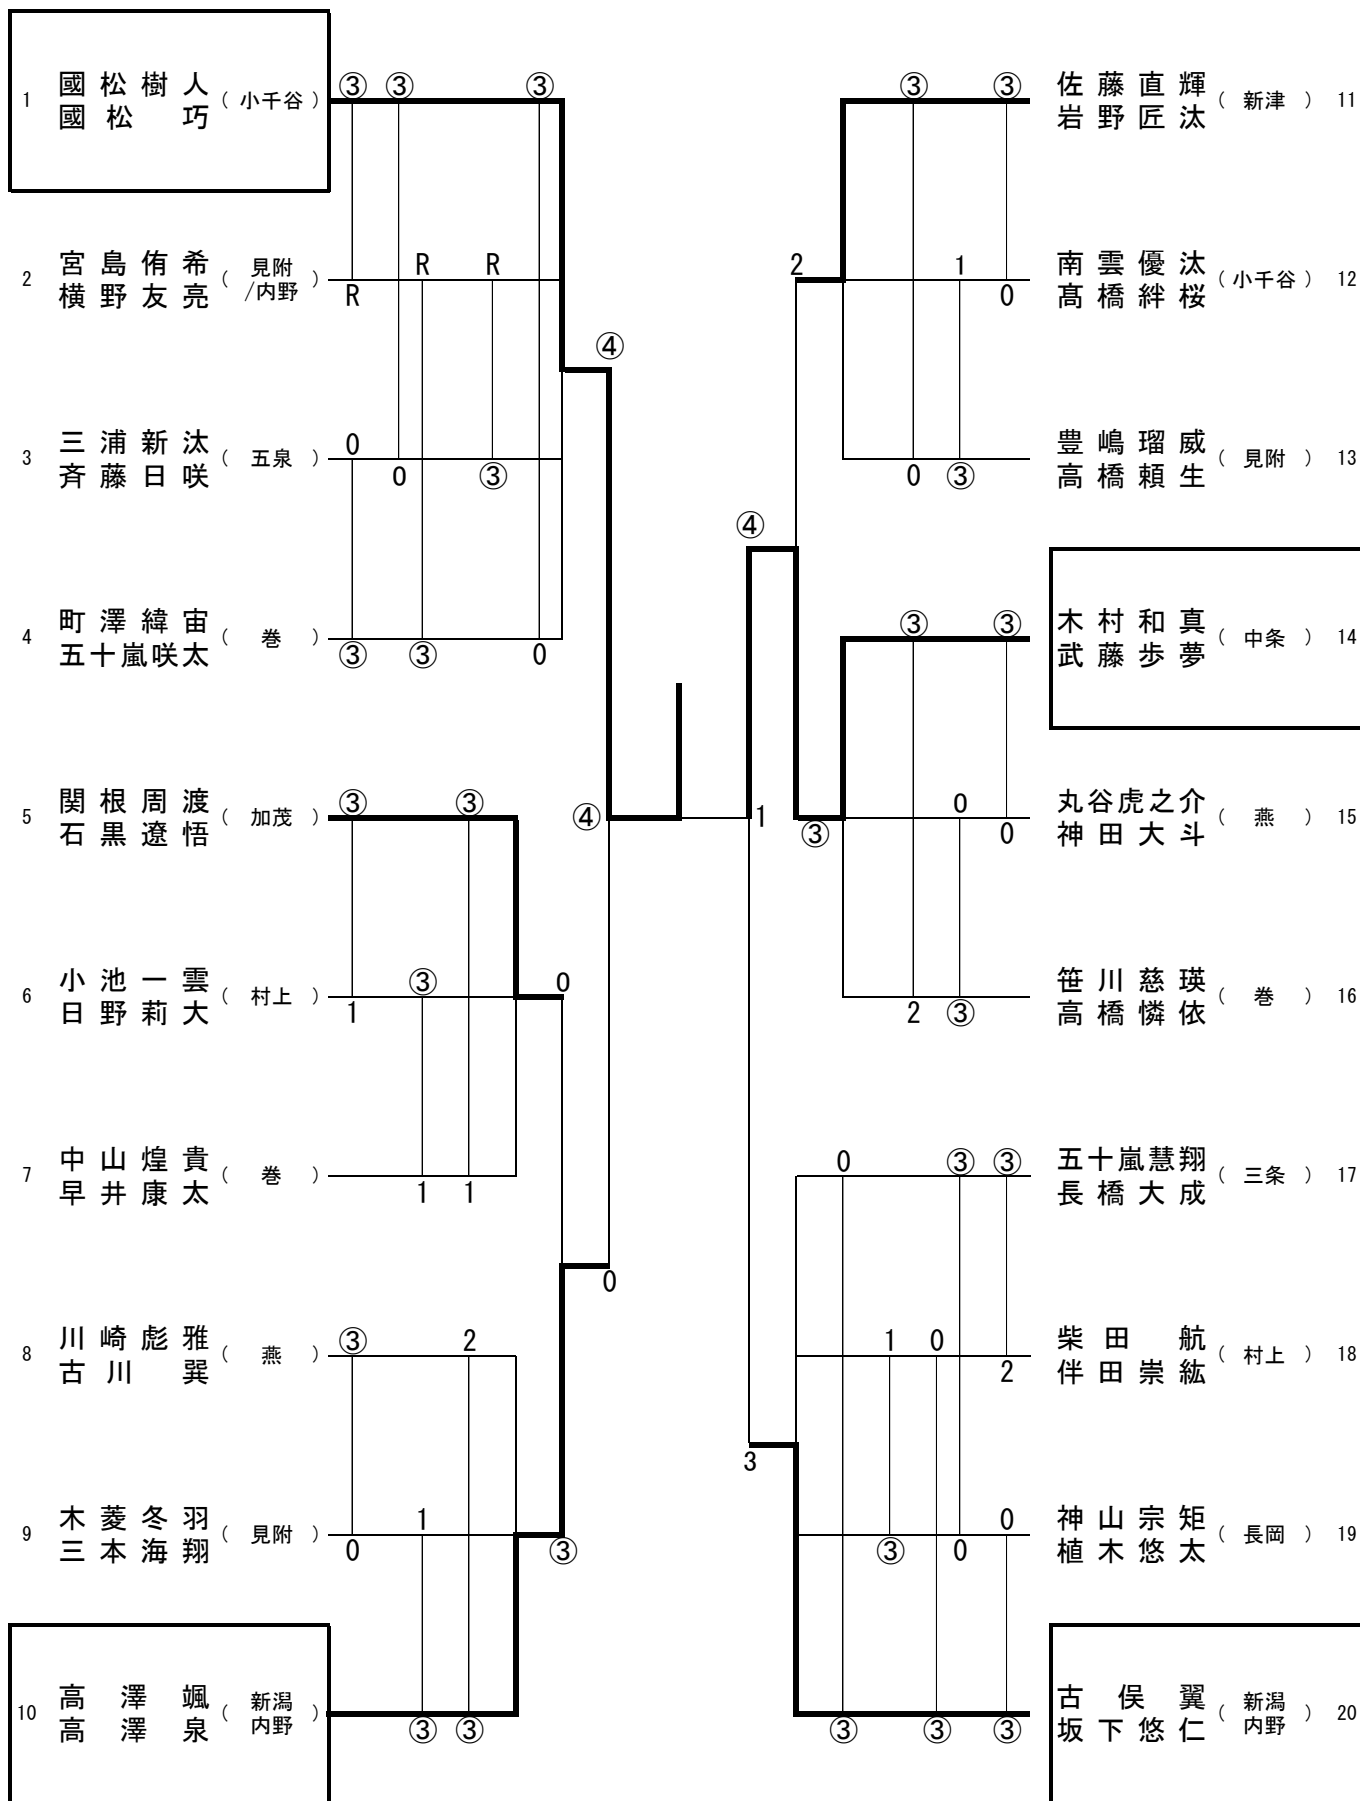 1 國松樹人 (小千谷)
國松 巧
③ ③ ③
2 宮島侑希 (見附
横野友亮 /内野)
R R
R
④
3 三浦新汰 (五泉)
斉藤日咲
0
0 ③
4 町澤緯宙 (巻)
五十嵐咲太
③ ③ 0
5 関根周渡 (加茂)
石黒遼悟
③ ③
④
6 小池一雲 (村上)
日野莉大
③ 0
1
7 中山煌貴 (巻)
早井康太
1 1
0
8 川崎彪雅 (燕)
古川 巽
③ 2
9 木菱冬羽 (見附)
三本海翔
1
0 ③
10 高澤颯 (新潟
高澤泉 内野)
③ ③
③ ③
佐藤直輝 (新津) 11
岩野匠汰
2 1
南雲優汰 (小千谷) 12
髙橋絆桜
0
豊嶋瑠威 (見附) 13
高橋頼生
0 ③
④
③ ③
木村和真 (中条) 14
武藤歩夢
1 ③ 0
丸谷虎之介 (燕) 15
神田大斗
0
笹川慈瑛 (巻) 16
高橋憐依
2 ③
0 ③ ③
五十嵐慧翔 (三条) 17
長橋大成
1 0
柴田 航 (村上) 18
伴田崇紘
2
3
0
神山宗矩 (長岡) 19
植木悠太
③ 0
古俣翼 (新潟 20
坂下悠仁 内野)
③ ③ ③